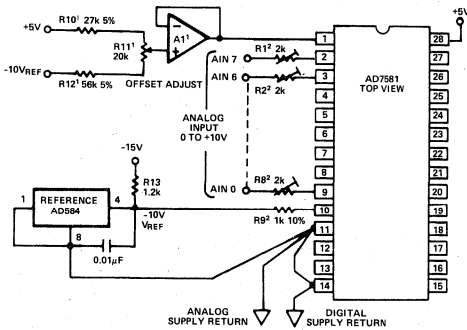 +5V
R10¹ 27k 5%
-10VREF
R12¹ 56k 5%
R11¹
20k
A1¹
-
+
OFFSET ADJUST
AIN 7
R1² 2k
AIN 6
R2² 2k
ANALOG
INPUT
0 TO +10V
AIN 0
R8² 2k
R9² 1k 10%
-15V
R13
1.2k
REFERENCE
AD584
1
4
8
-10V
VREF
0.01µF
ANALOG
SUPPLY RETURN
DIGITAL
SUPPLY RETURN
AD7581
TOP VIEW
+5V
1
2
3
4
5
6
7
8
9
10
11
12
13
14
28
27
26
25
24
23
22
21
20
19
18
17
16
15